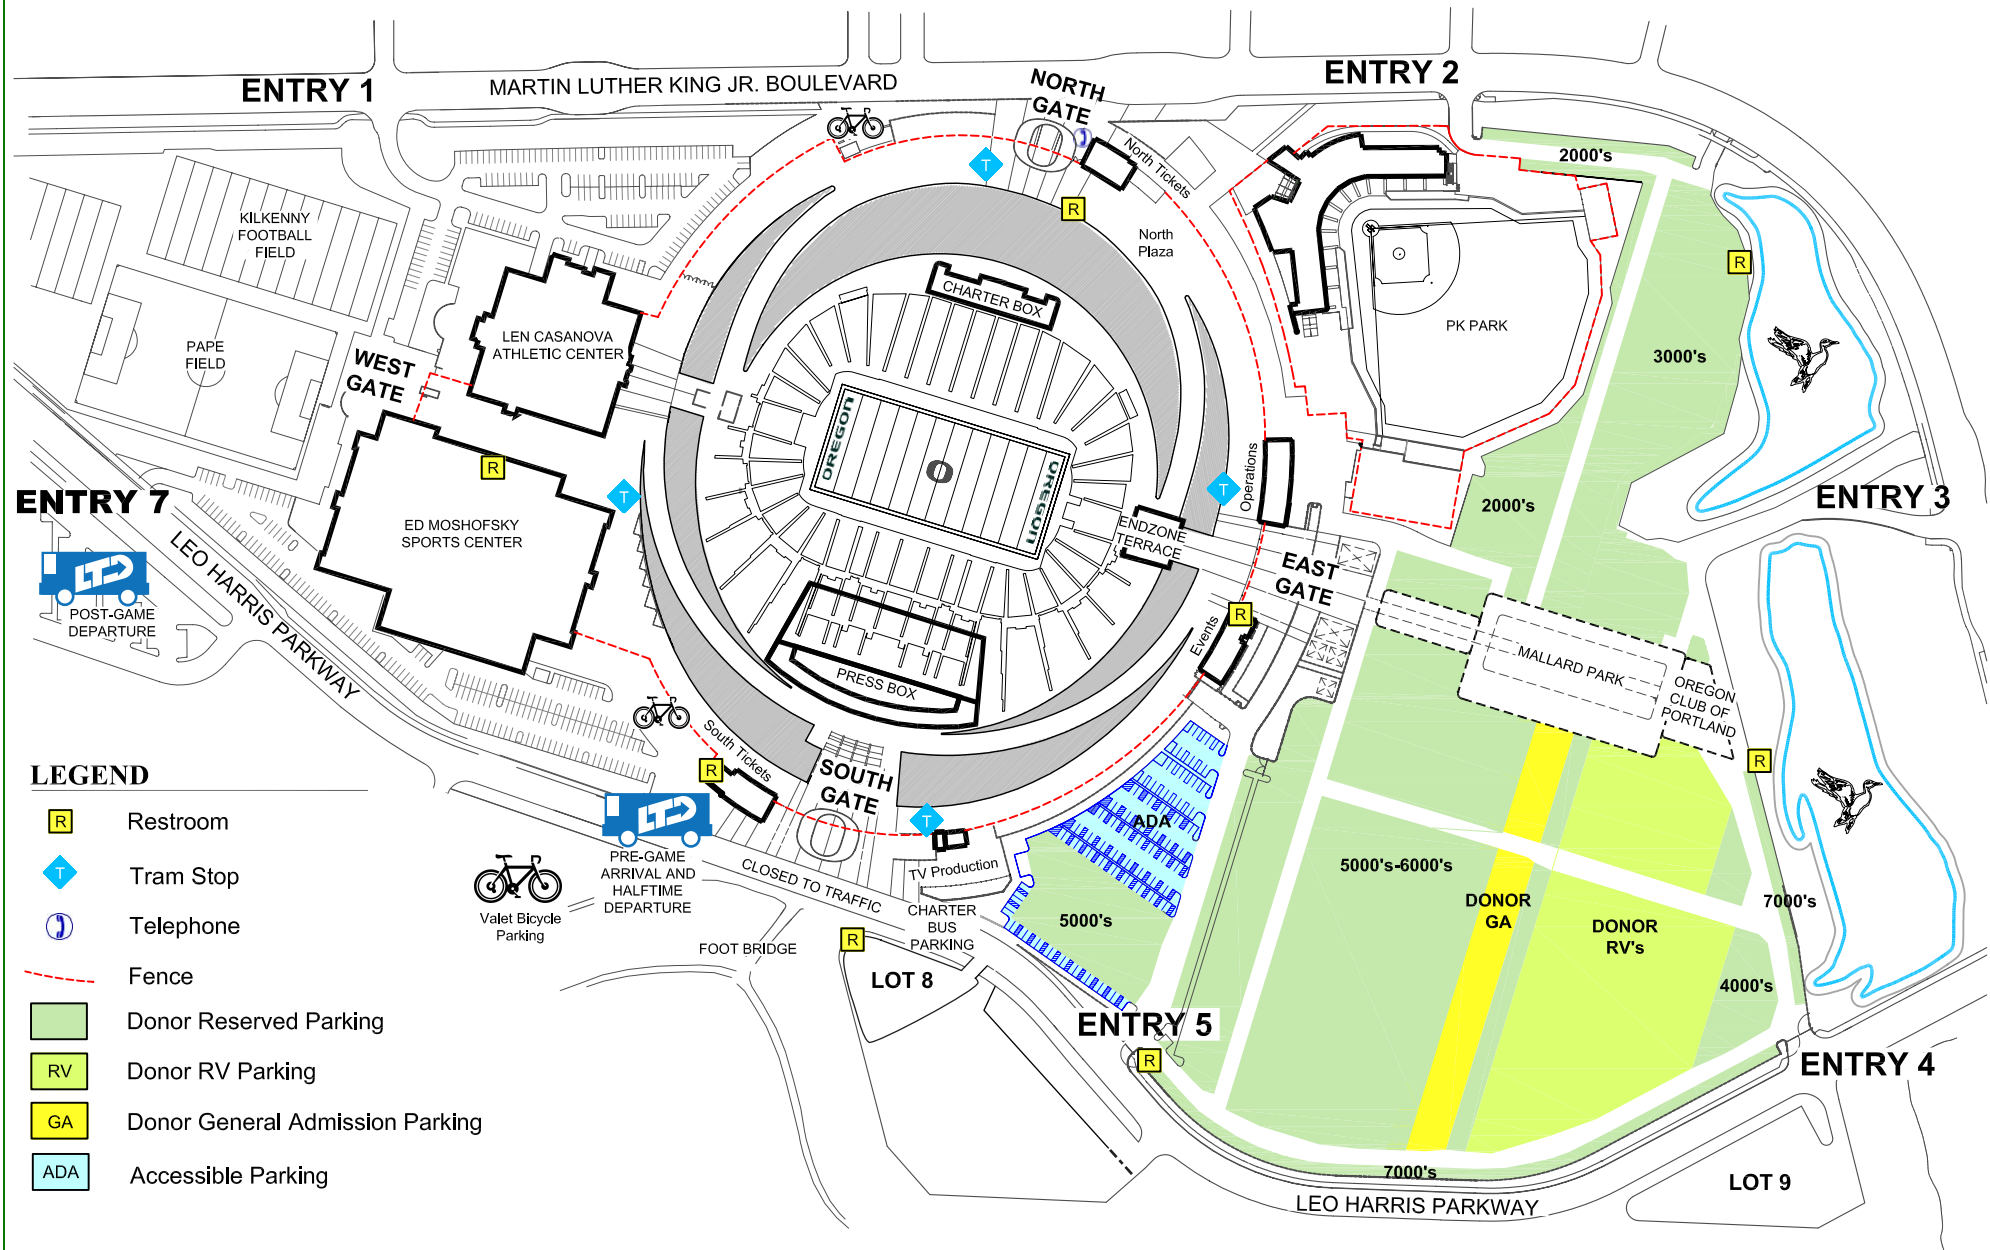 ENTRY 1
MARTIN LUTHER KING JR. BOULEVARD
NORTH
GATE
ENTRY 2
North Tickets
T
R
North
Plaza
2000's
R
KILKENNY
FOOTBALL
FIELD
PAPE
FIELD
LEN CASANOVA
ATHLETIC CENTER
WEST
GATE
CHARTER BOX
PK PARK
3000's
OREGON
O
OREGON
Operations
T
2000's
ENTRY 3
R
T
ENTRY 7
ED MOSHOFSKY
SPORTS CENTER
LEO HARRIS PARKWAY
LTD
POST-GAME
DEPARTURE
ENDZONE
TERRACE
EAST
GATE
R
Events
MALLARD PARK
OREGON
CLUB OF
PORTLAND
R
PRESS BOX
South Tickets
R
SOUTH
GATE
T
LTD
PRE-GAME
ARRIVAL AND
HALFTIME
DEPARTURE
CLOSED TO TRAFFIC
TV Production
CHARTER
BUS
PARKING
Valet Bicycle
Parking
FOOT BRIDGE
R
LOT 8
ADA
5000's
5000's-6000's
DONOR
GA
DONOR
RV's
7000's
4000's
ENTRY 5
R
ENTRY 4
7000's
LEO HARRIS PARKWAY
LOT 9
LEGEND
R Restroom
T Tram Stop
Telephone
Fence
Donor Reserved Parking
RV Donor RV Parking
GA Donor General Admission Parking
ADA Accessible Parking